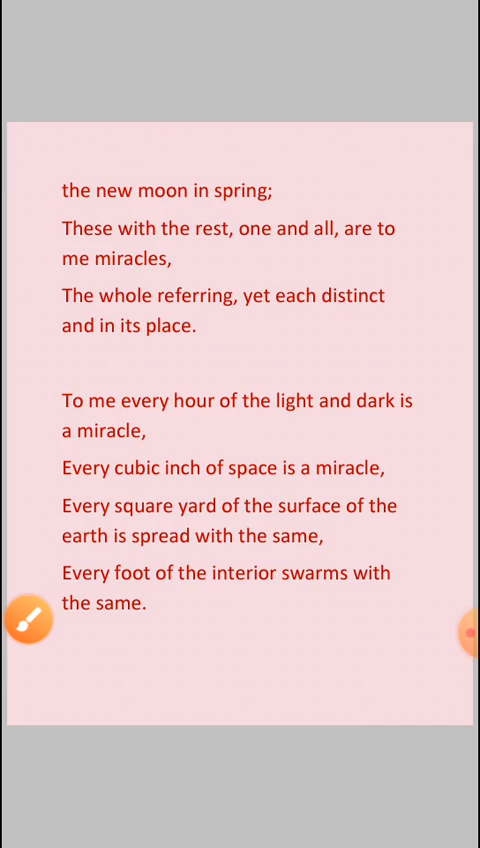 the new moon in spring;
These with the rest, one and all, are to
me miracles,
The whole referring, yet each distinct
and in its place.
To me every hour of the light and dark is
a miracle,
Every cubic inch of space is a miracle,
Every square yard of the surface of the
earth is spread with the same,
Every foot of the interior swarms with
the same.